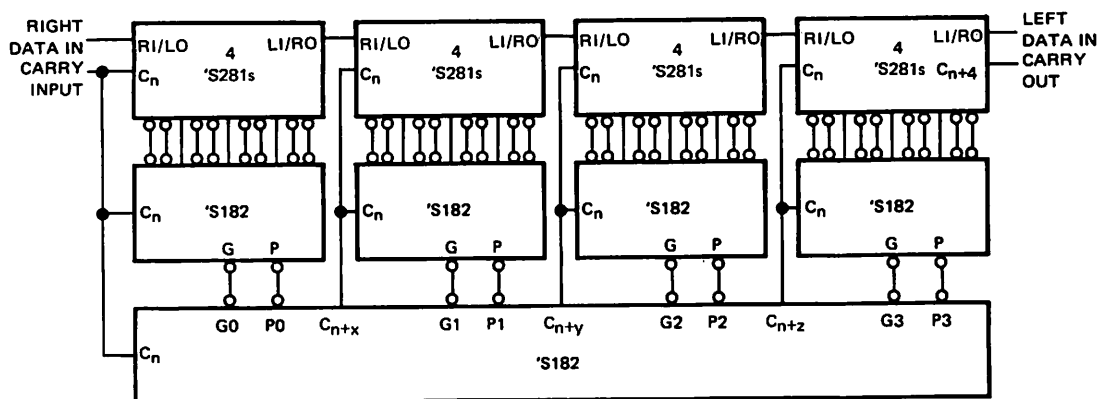 RIGHT
DATA IN
CARRY
INPUT
RI/LO
LI/RO
4
'S281s
Cn
RI/LO
LI/RO
4
'S281s
Cn
RI/LO
LI/RO
4
'S281s
Cn
RI/LO
LI/RO
4
'S281s
Cn
Cn+4
LEFT
DATA IN
CARRY
OUT
Cn
'S182
G P
Cn
'S182
G P
Cn
'S182
G P
Cn
'S182
G P
G0 P0 Cn+x G1 P1 Cn+y G2 P2 Cn+z G3 P3
Cn
'S182